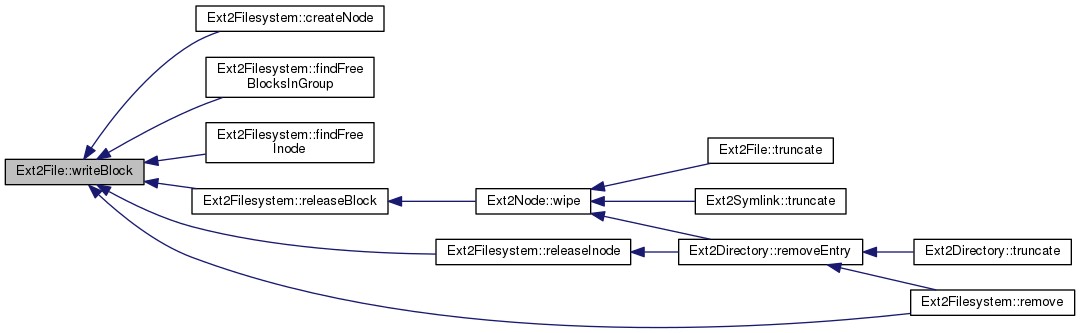 Ext2Filesystem::createNode
Ext2Filesystem::findFree
BlocksInGroup
Ext2Filesystem::findFree
Inode
Ext2File::writeBlock
Ext2Filesystem::releaseBlock
Ext2Node::wipe
Ext2File::truncate
Ext2Symlink::truncate
Ext2Filesystem::releaseInode
Ext2Directory::removeEntry
Ext2Directory::truncate
Ext2Filesystem::remove